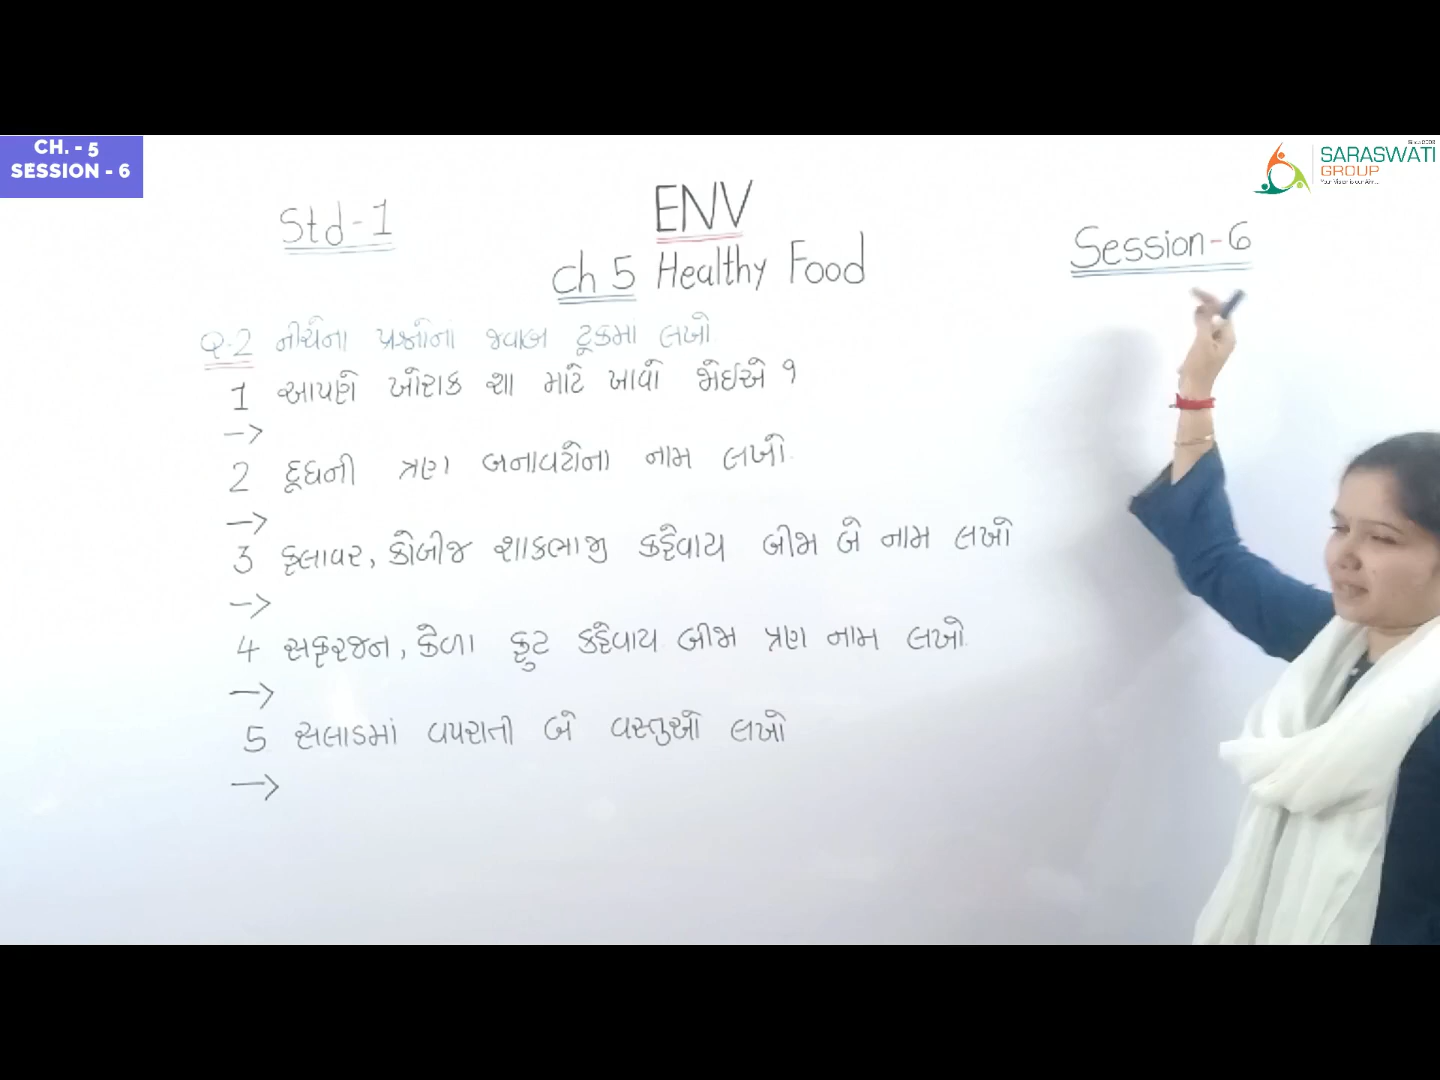 CH. - 5
SESSION - 6
SARASWATI
GROUP
Std-1
ENV
Session-6
Ch 5 Healthy Food
Q-2 નીચેના પ્રશ્નોના જવાબ ટૂકમાં લખો.
1 આપણે ખોરાક શા માટે ખાવો જોઈએ ?
->
2 દૂધની ત્રણ બનાવટોના નામ લખો.
->
3 ફ્લાવર, કોબીજ શાકભાજી કહેવાય બીજા બે નામ લખો
->
4 સફરજન, કેળા ફ્રુટ કહેવાય બીજા ત્રણ નામ લખો.
->
5 સલાડમાં વપરાતી બે વસ્તુઓ લખો
->